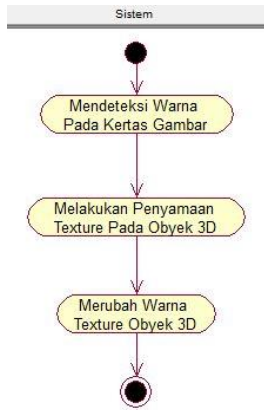 Sistem
Mendeteksi Warna
Pada Kertas Gambar
Melakukan Penyamaan
Texture Pada Obyek 3D
Merubah Warna
Texture Obyek 3D